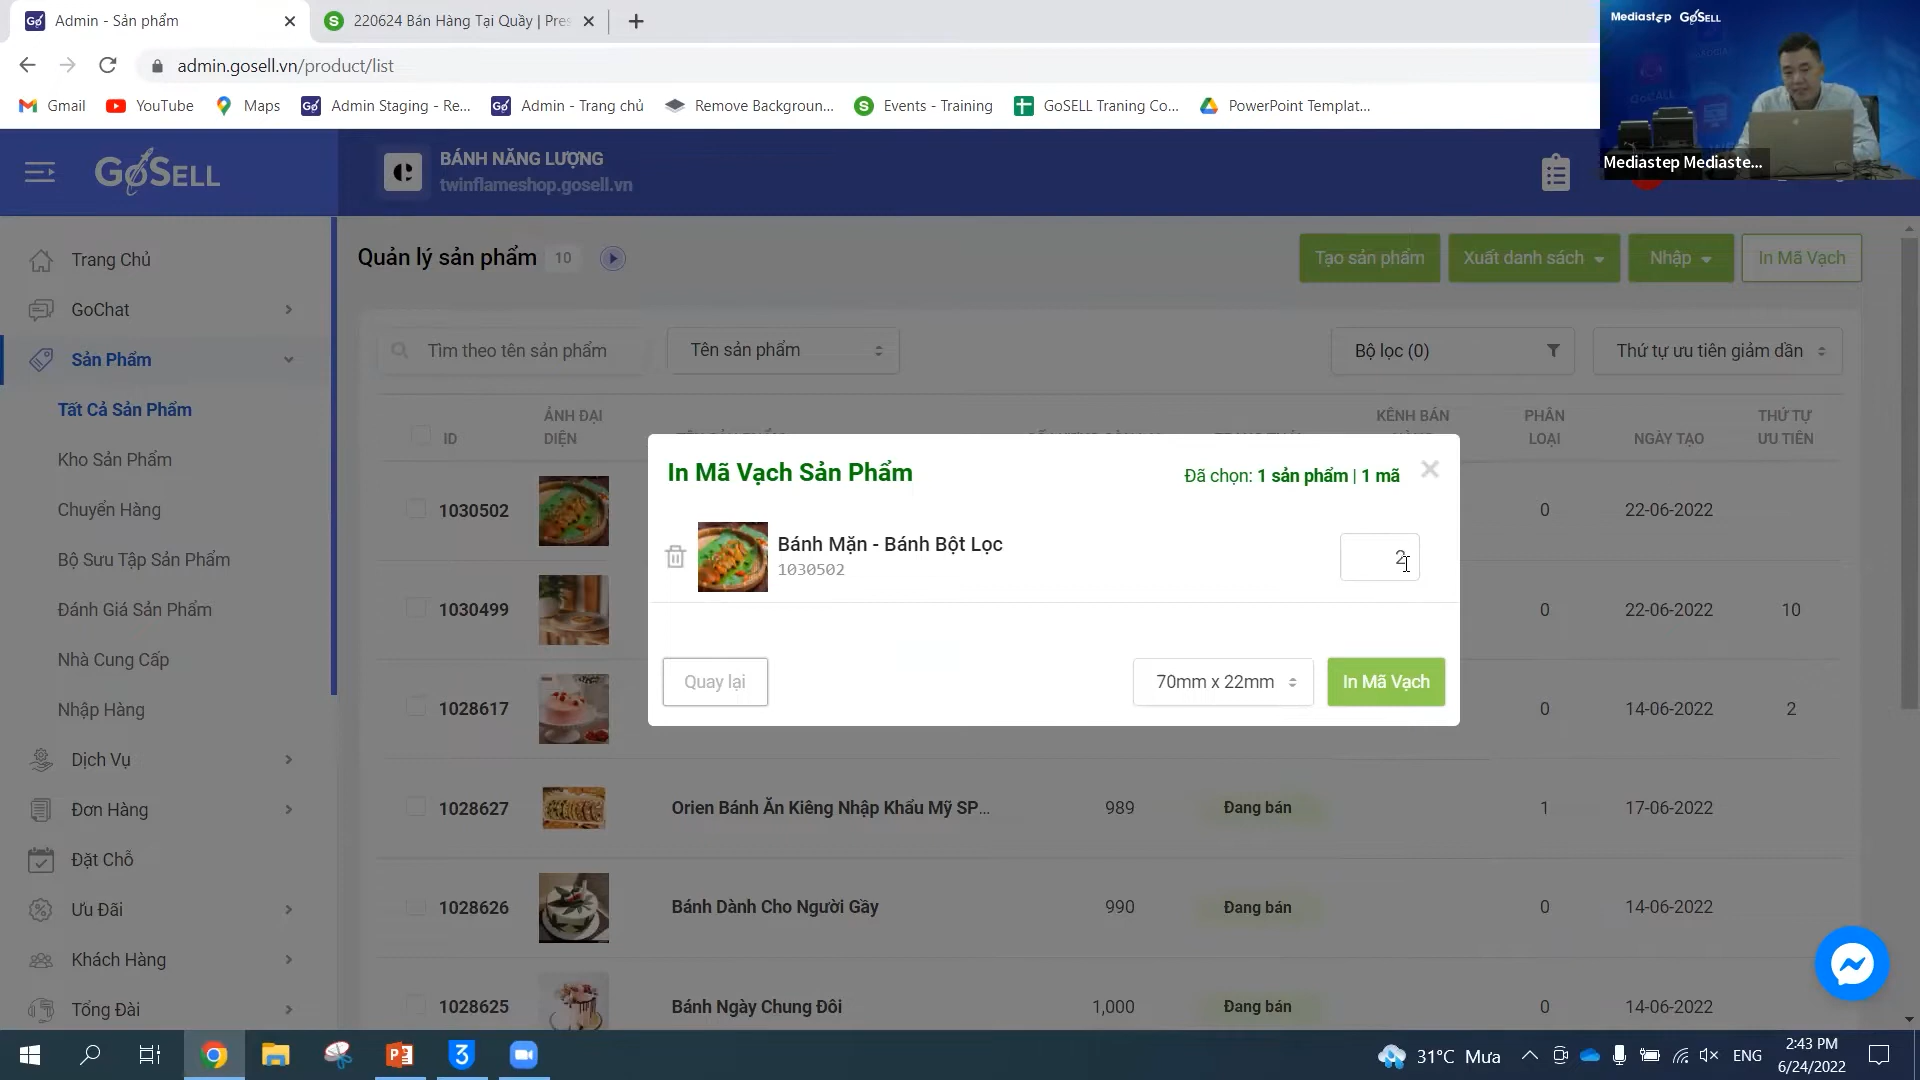 Admin - Sản phẩm
220624 Bán Hàng Tại Quầy | Pres
Mediastep GoSELL
admin.gosell.vn/product/list
Gmail
YouTube
Maps
Admin Staging - Re...
Admin - Trang chủ
Remove Backgroun...
Events - Training
GoSELL Traning Co...
PowerPoint Templat...
Mediastep Mediaste...
GoSELL
BÁNH NĂNG LƯỢNG
twinflameshop.gosell.vn
Trang Chủ
GoChat
Sản Phẩm
Tất Cả Sản Phẩm
Kho Sản Phẩm
Chuyển Hàng
Bộ Sưu Tập Sản Phẩm
Đánh Giá Sản Phẩm
Nhà Cung Cấp
Nhập Hàng
Dịch Vụ
Đơn Hàng
Đặt Chỗ
Ưu Đãi
Khách Hàng
Tổng Đài
Quản lý sản phẩm 10
Tạo sản phẩm
Xuất danh sách
Nhập
In Mã Vạch
Tìm theo tên sản phẩm
Tên sản phẩm
Bộ lọc (0)
Thứ tự ưu tiên giảm dần
ID
ẢNH ĐẠI DIỆN
KÊNH BÁN
PHÂN LOẠI
NGÀY TẠO
THỨ TỰ ƯU TIÊN
1030502 0 22-06-2022
1030499 0 22-06-2022 10
1028617 0 14-06-2022 2
1028627 Orien Bánh Ăn Kiêng Nhập Khẩu Mỹ SP... 989 Đang bán 1 17-06-2022
1028626 Bánh Dành Cho Người Gầy 990 Đang bán 0 14-06-2022
1028625 Bánh Ngày Chung Đôi 1,000 Đang bán 0 14-06-2022
In Mã Vạch Sản Phẩm
Đã chọn: 1 sản phẩm | 1 mã
Bánh Mặn - Bánh Bột Lọc
1030502
2
Quay lại
70mm x 22mm
In Mã Vạch
31°C Mưa
ENG
2:43 PM
6/24/2022